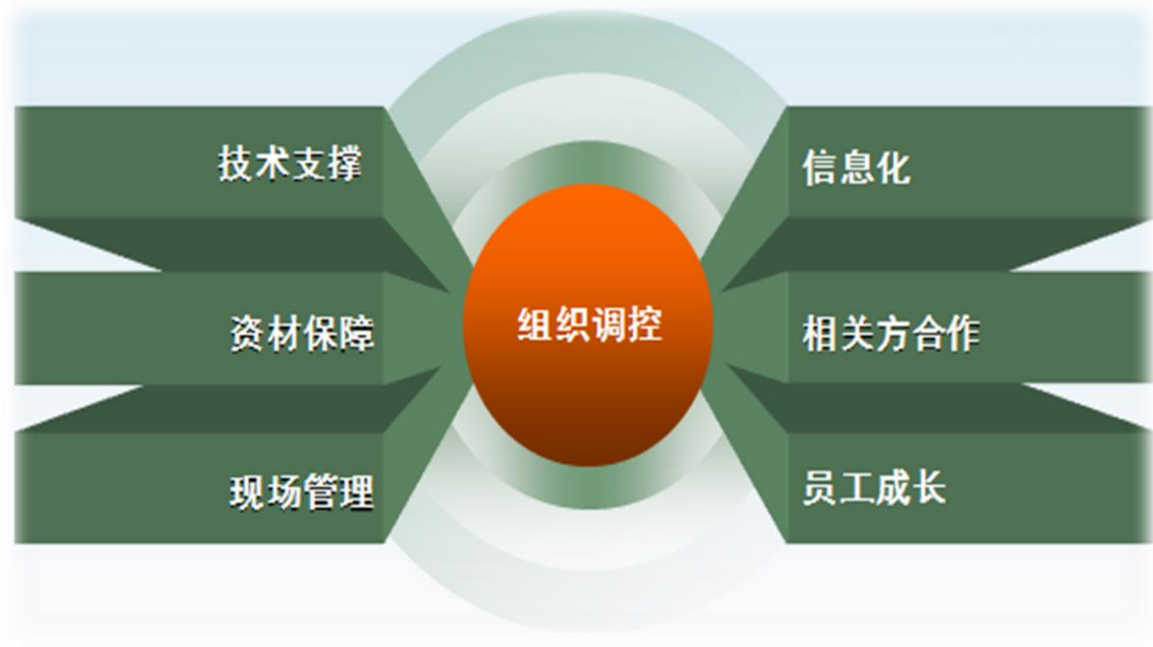 技术支撑
信息化
资材保障
组织调控
相关方合作
现场管理
员工成长